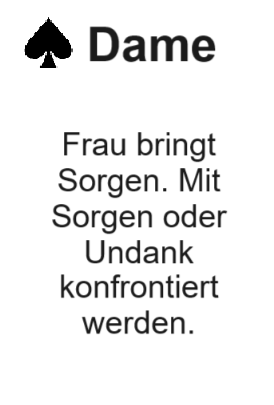 ♠ Dame
Frau bringt
Sorgen. Mit
Sorgen oder
Undank
konfrontiert
werden.